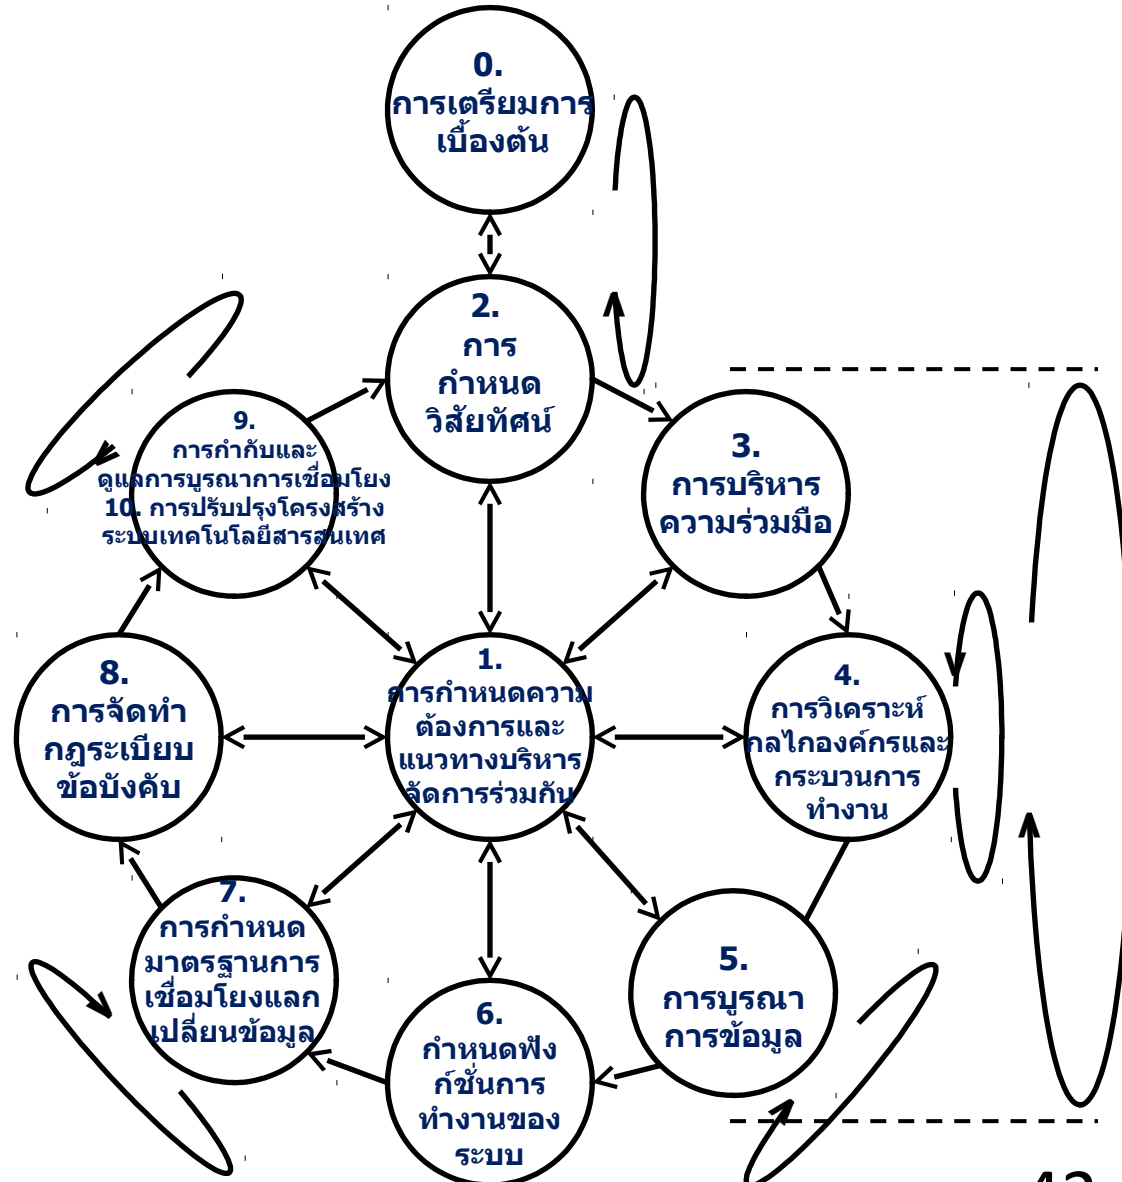 0.
การเตรียมการ
เบื้องต้น
2.
การ
กำหนด
วิสัยทัศน์
9.
การกำกับและ
ดูแลการบูรณาการเชื่อมโยง
10. การปรับปรุงโครงสร้าง
ระบบเทคโนโลยีสารสนเทศ
3.
การบริหาร
ความร่วมมือ
8.
การจัดทำ
กฎระเบียบ
ข้อบังคับ
1.
การกำหนดความ
ต้องการและ
แนวทางบริหาร
จัดการร่วมกัน
4.
การวิเคราะห์
กลไกองค์กรและ
กระบวนการ
ทำงาน
7.
การกำหนด
มาตรฐานการ
เชื่อมโยงแลก
เปลี่ยนข้อมูล
6.
กำหนดฟัง
ก์ชั่นการ
ทำงานของ
ระบบ
5.
การบูรณา
การข้อมูล
42